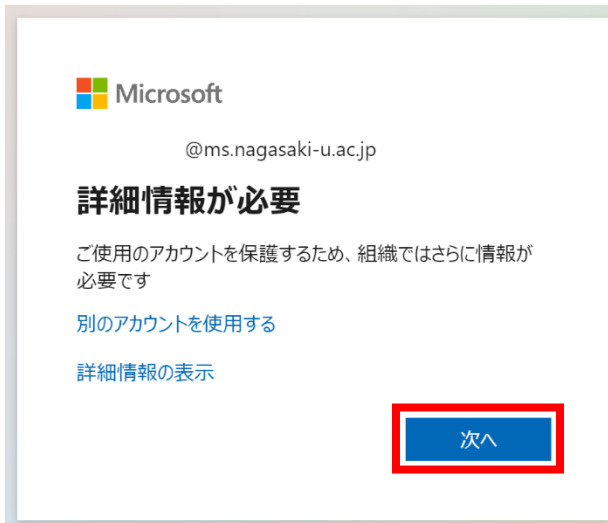 Microsoft
@ms.nagasaki-u.ac.jp
詳細情報が必要
ご使用のアカウントを保護するため、組織ではさらに情報が
必要です
別のアカウントを使用する
詳細情報の表示
次へ